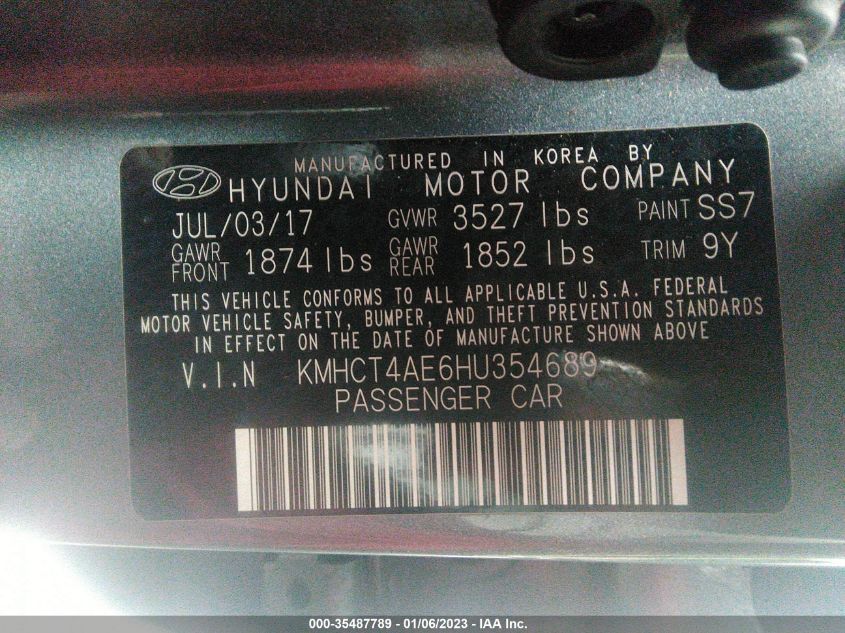 MANUFACTURED IN KOREA BY
HYUNDAI MOTOR COMPANY
JUL/03/17 GVWR 3527 lbs PAINT SS7
GAWR FRONT 1874 lbs GAWR REAR 1852 lbs TRIM 9Y
THIS VEHICLE CONFORMS TO ALL APPLICABLE U.S.A. FEDERAL
MOTOR VEHICLE SAFETY, BUMPER, AND THEFT PREVENTION STANDARDS
IN EFFECT ON THE DATE OF MANUFACTURE SHOWN ABOVE
V.I.N KMHCT4AE6HU354689
PASSENGER CAR
000-35487789 - 01/06/2023 - IAA Inc.